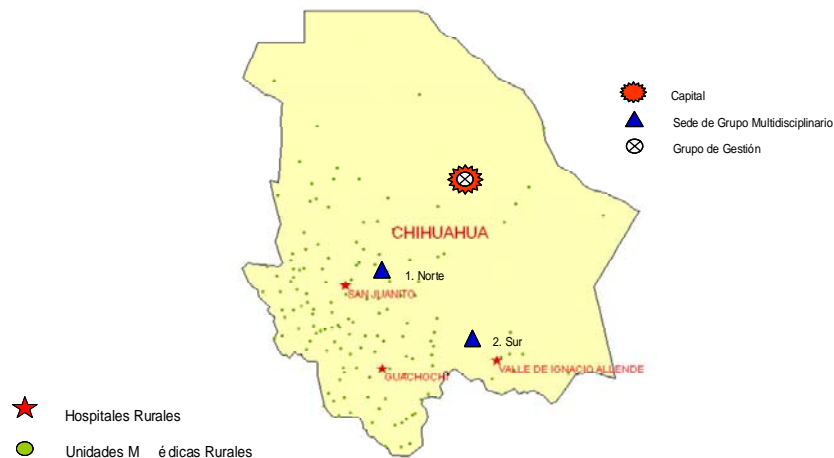 Capital
Sede de Grupo Multidisciplinario
Grupo de Gestión
CHIHUAHUA
1. Norte
SAN JUANITO
2. Sur
GUACHOCHI
VALLE DE IGNACIO ALLENDE
Hospitales Rurales
Unidades M édicas Rurales